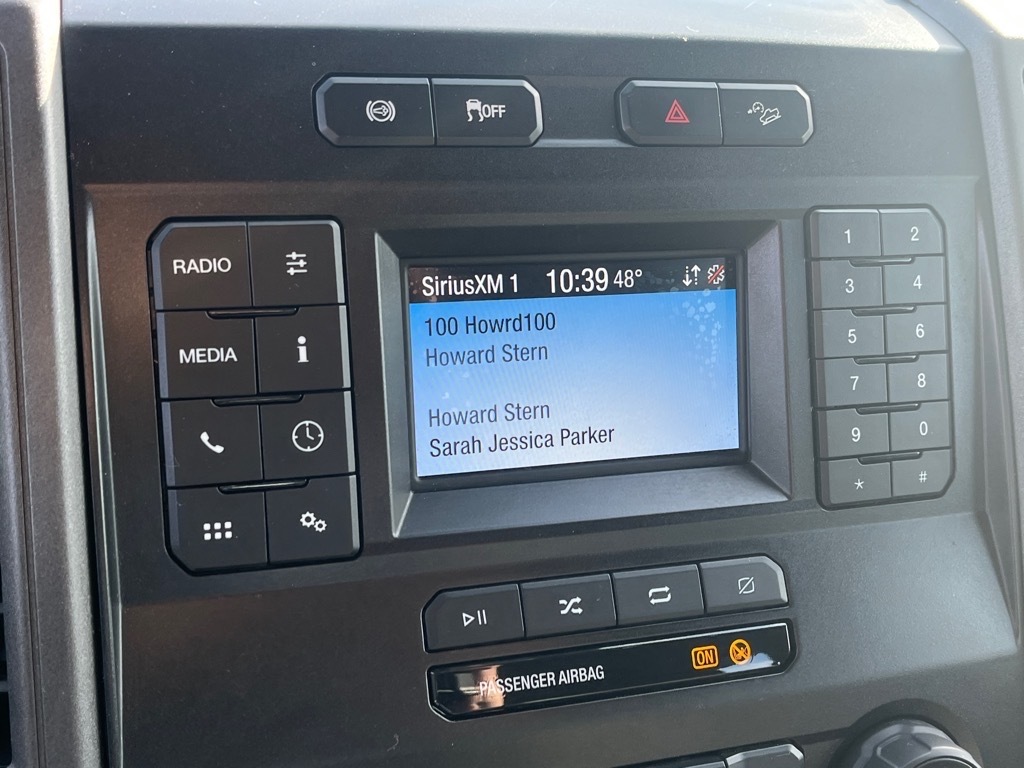 OFF
RADIO
MEDIA
i
SiriusXM 1 10:39 48°
100 Howrd100
Howard Stern
Howard Stern
Sarah Jessica Parker
1 2
3 4
5 6
7 8
9 0
* #
PASSENGER AIRBAG ON